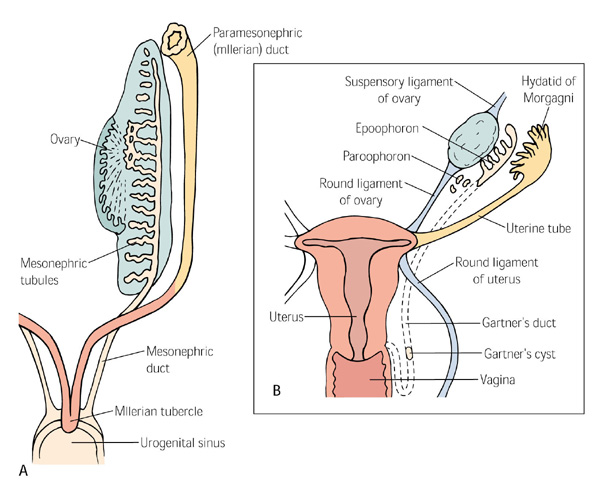 Paramesonephric
(mllerian) duct
Ovary
Mesonephric
tubules
Mesonephric
duct
Mllerian tubercle
Urogenital sinus
A
Suspensory ligament
of ovary
Hydatid of
Morgagni
Epoophoron
Paroophoron
Round ligament
of ovary
Uterine tube
Round ligament
of uterus
Uterus
Gartner's duct
Gartner's cyst
Vagina
B